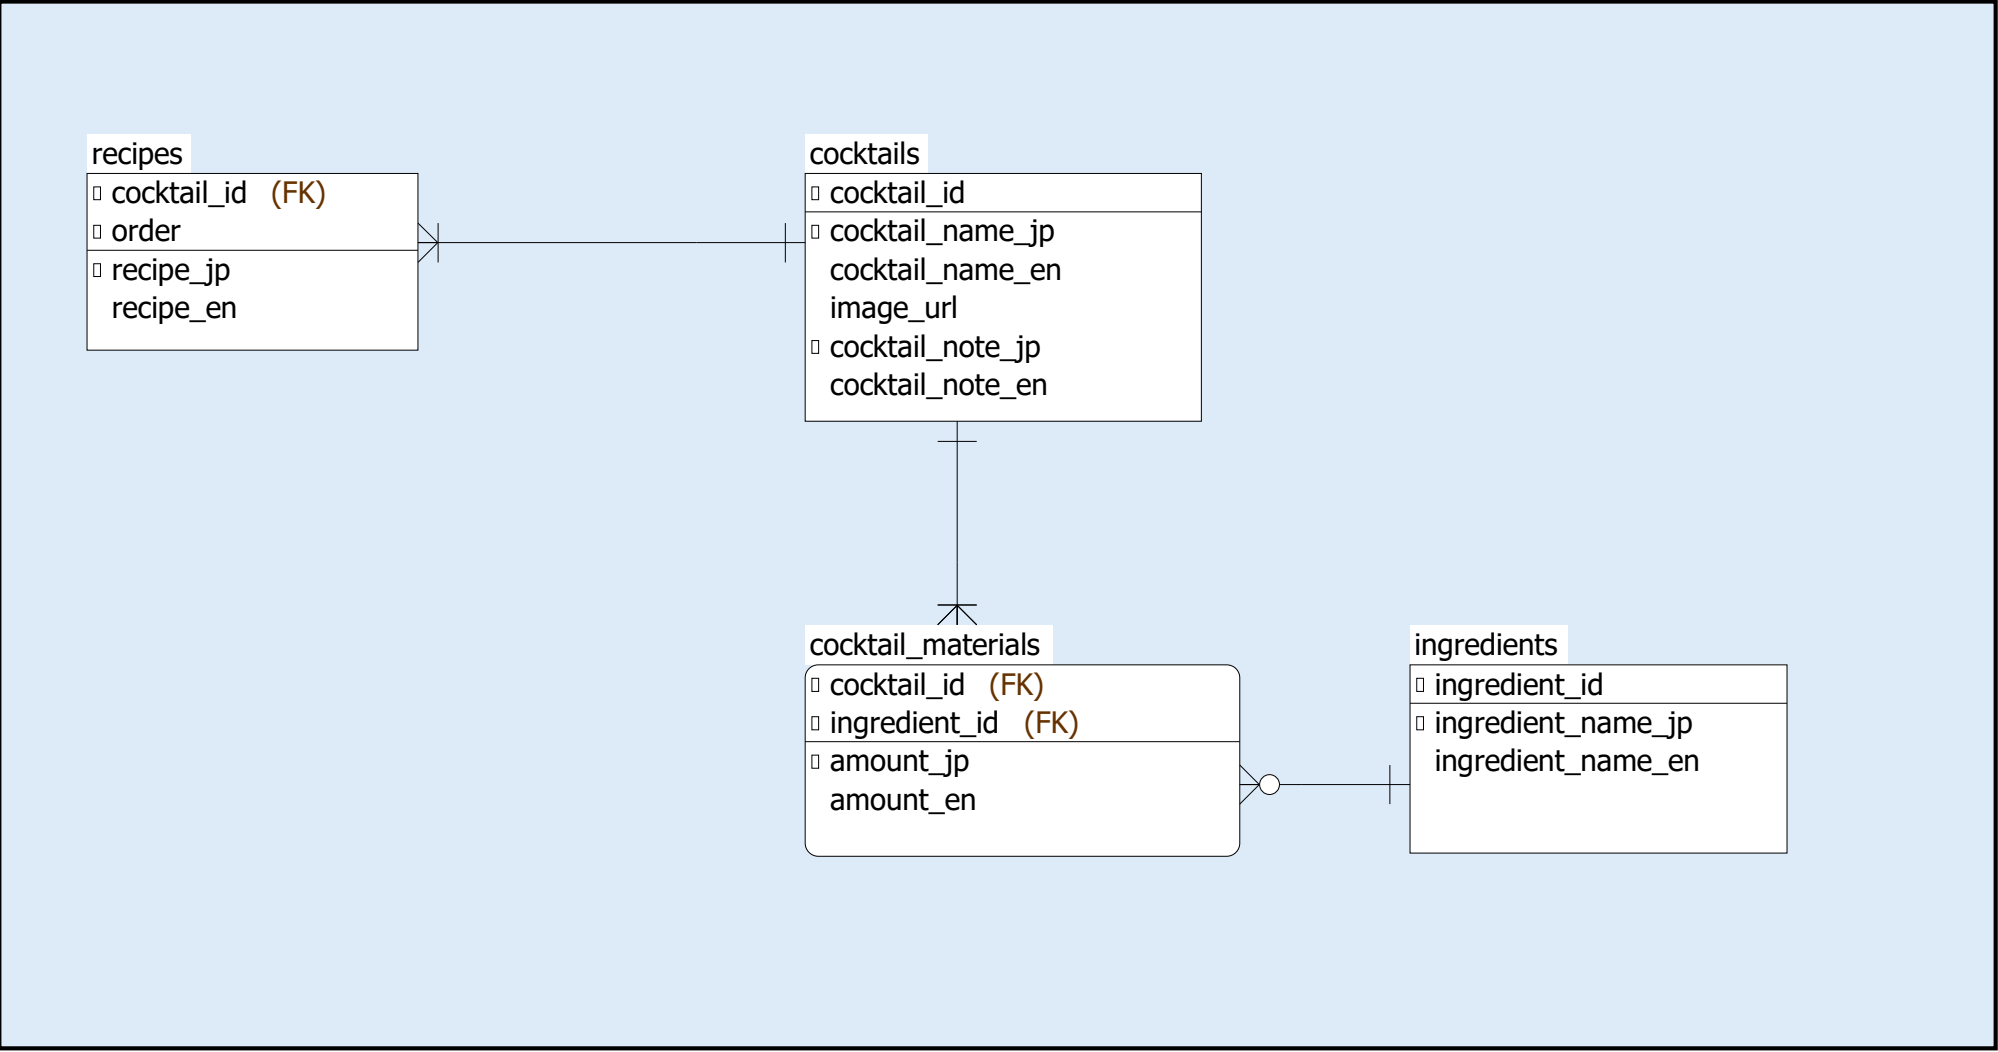 recipes
cocktail_id (FK)
order
recipe_jp
recipe_en
cocktails
cocktail_id
cocktail_name_jp
cocktail_name_en
image_url
cocktail_note_jp
cocktail_note_en
cocktail_materials
cocktail_id (FK)
ingredient_id (FK)
amount_jp
amount_en
ingredients
ingredient_id
ingredient_name_jp
ingredient_name_en